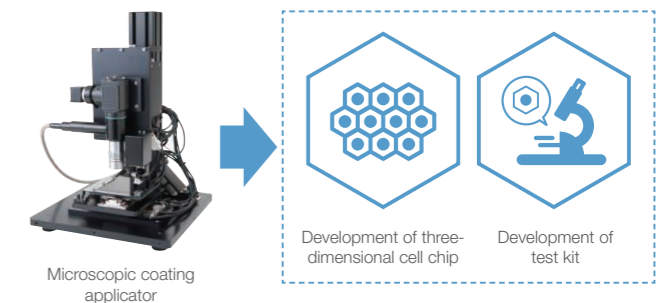 Microscopic coating
applicator
Development of three-
dimensional cell chip
Development of
test kit